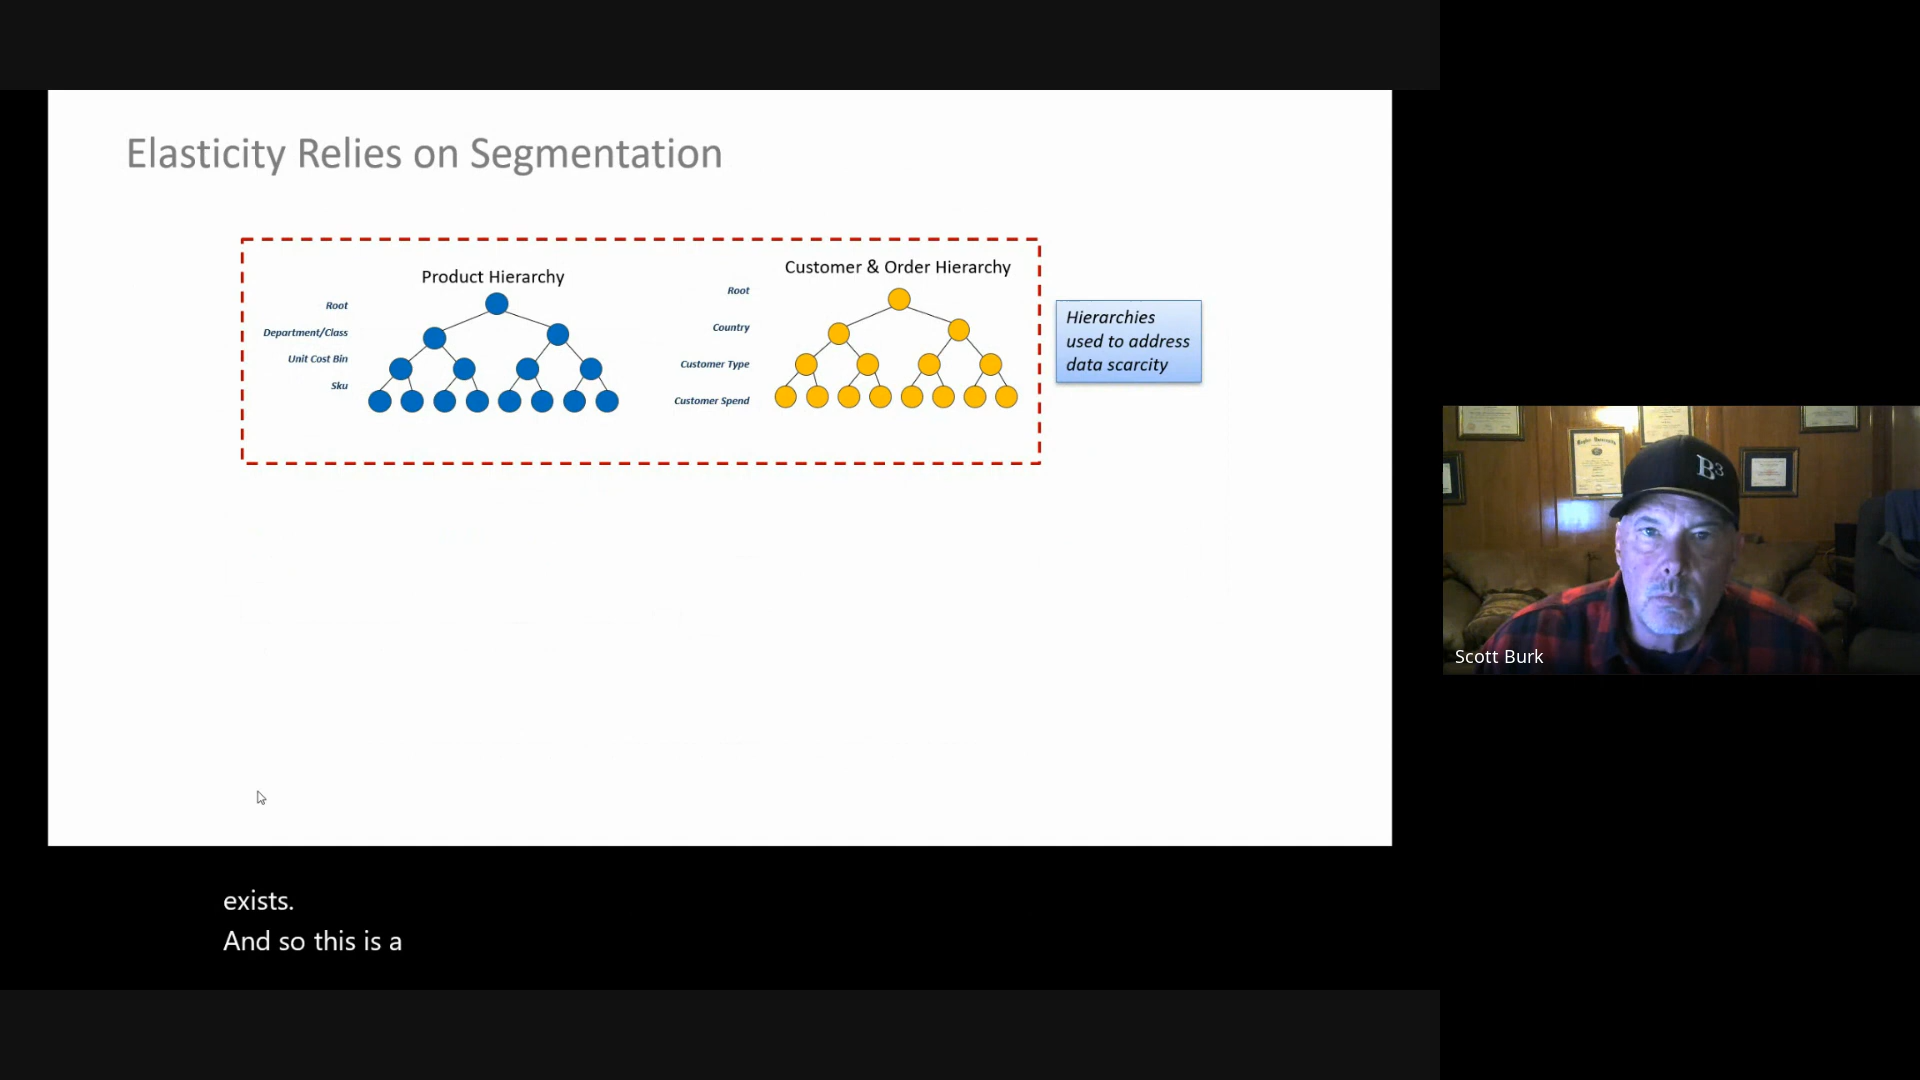 Elasticity Relies on Segmentation
Product Hierarchy
Root
Department/Class
Unit Cost Bin
Sku
Customer & Order Hierarchy
Root
Country
Customer Type
Customer Spend
Hierarchies
used to address
data scarcity
B3
Scott Burk
exists.
And so this is a